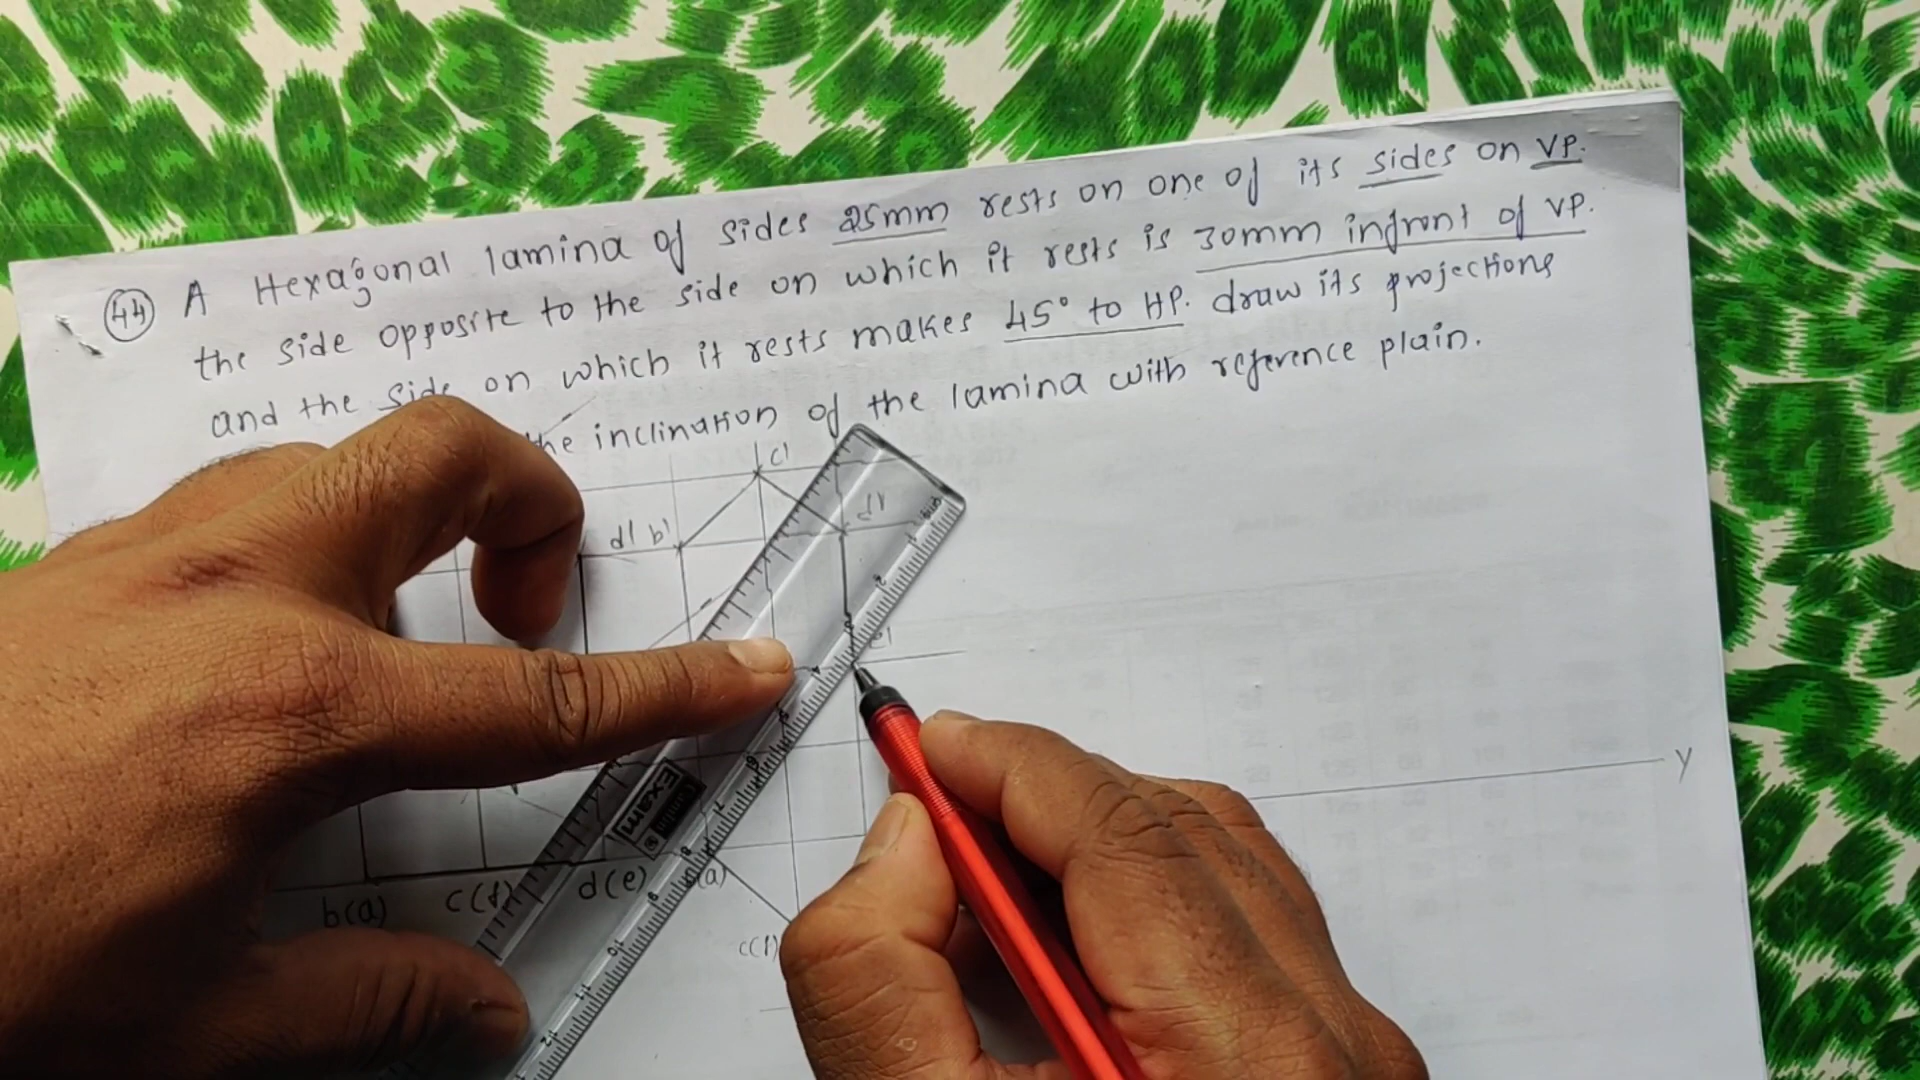 44 A Hexagonal lamina of sides 25mm rests on one of its sides on VP.
the side opposite to the side on which it rests is 30mm infront of VP.
and the side on which it rests makes 45° to HP. draw its projections
the inclination of the lamina with reference plain.
c'
d' b'
d'
e'
Y
b(a) c(f) d(e) (a)
c(f)
Exam